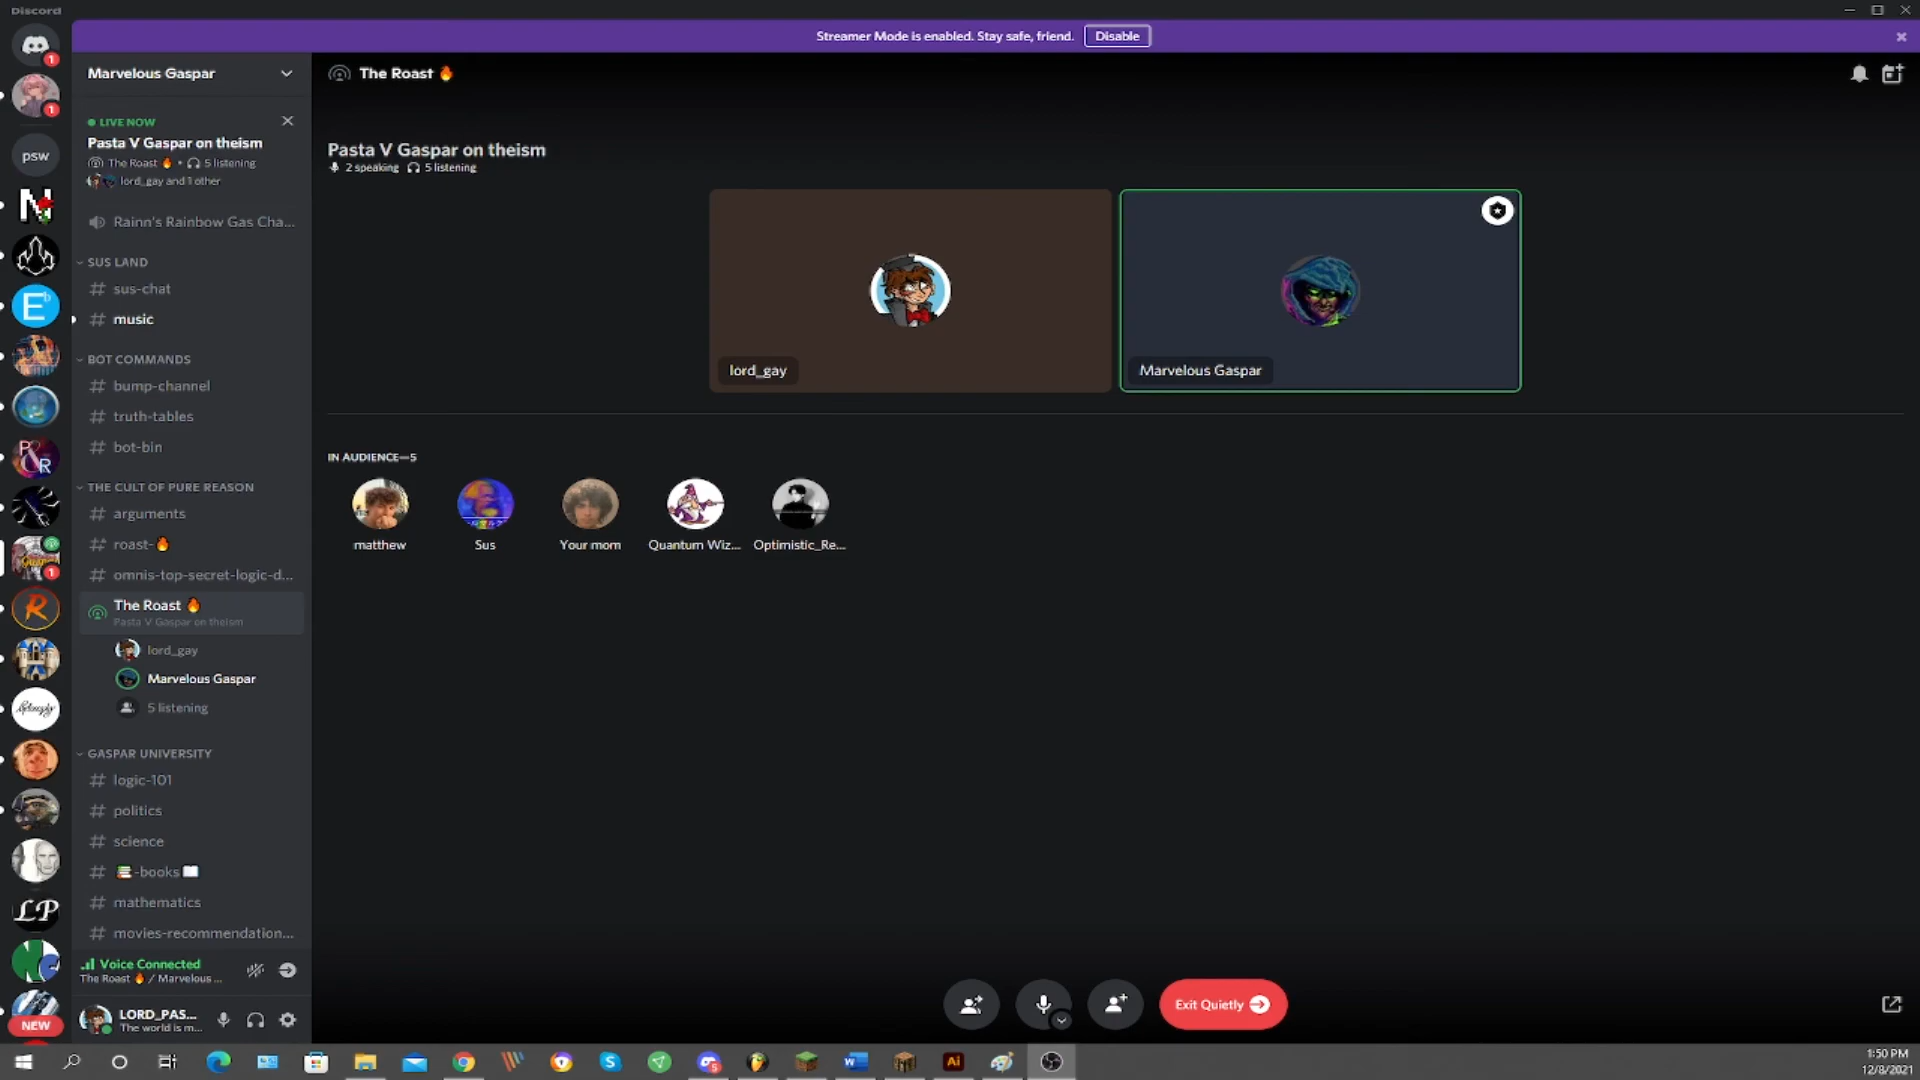 Discord
Streamer Mode is enabled. Stay safe, friend.
Disable
1
1
psw
E
b
P&R
1
R
LP
NEW
Marvelous Gaspar
LIVE NOW
Pasta V Gaspar on theism
The Roast 🔥 • 5 listening
lord_gay and 1 other
Rainn's Rainbow Gas Cha...
SUS LAND
# sus-chat
# music
BOT COMMANDS
# bump-channel
# truth-tables
# bot-bin
THE CULT OF PURE REASON
# arguments
# roast-🔥
# omnis-top-secret-logic-d...
The Roast 🔥
Pasta V Gaspar on theism
lord_gay
Marvelous Gaspar
5 listening
GASPAR UNIVERSITY
# logic-101
# politics
# science
# 📚-books📖
# mathematics
# movies-recommendation...
Voice Connected
The Roast 🔥 / Marvelous ...
LORD_PAS...
The world is m...
The Roast 🔥
Pasta V Gaspar on theism
2 speaking 5 listening
lord_gay
Marvelous Gaspar
IN AUDIENCE—5
matthew
Sus
Your mom
Quantum Wiz...
Optimistic_Re...
Exit Quietly
S
5
W
Ai
1:50 PM
12/8/2021